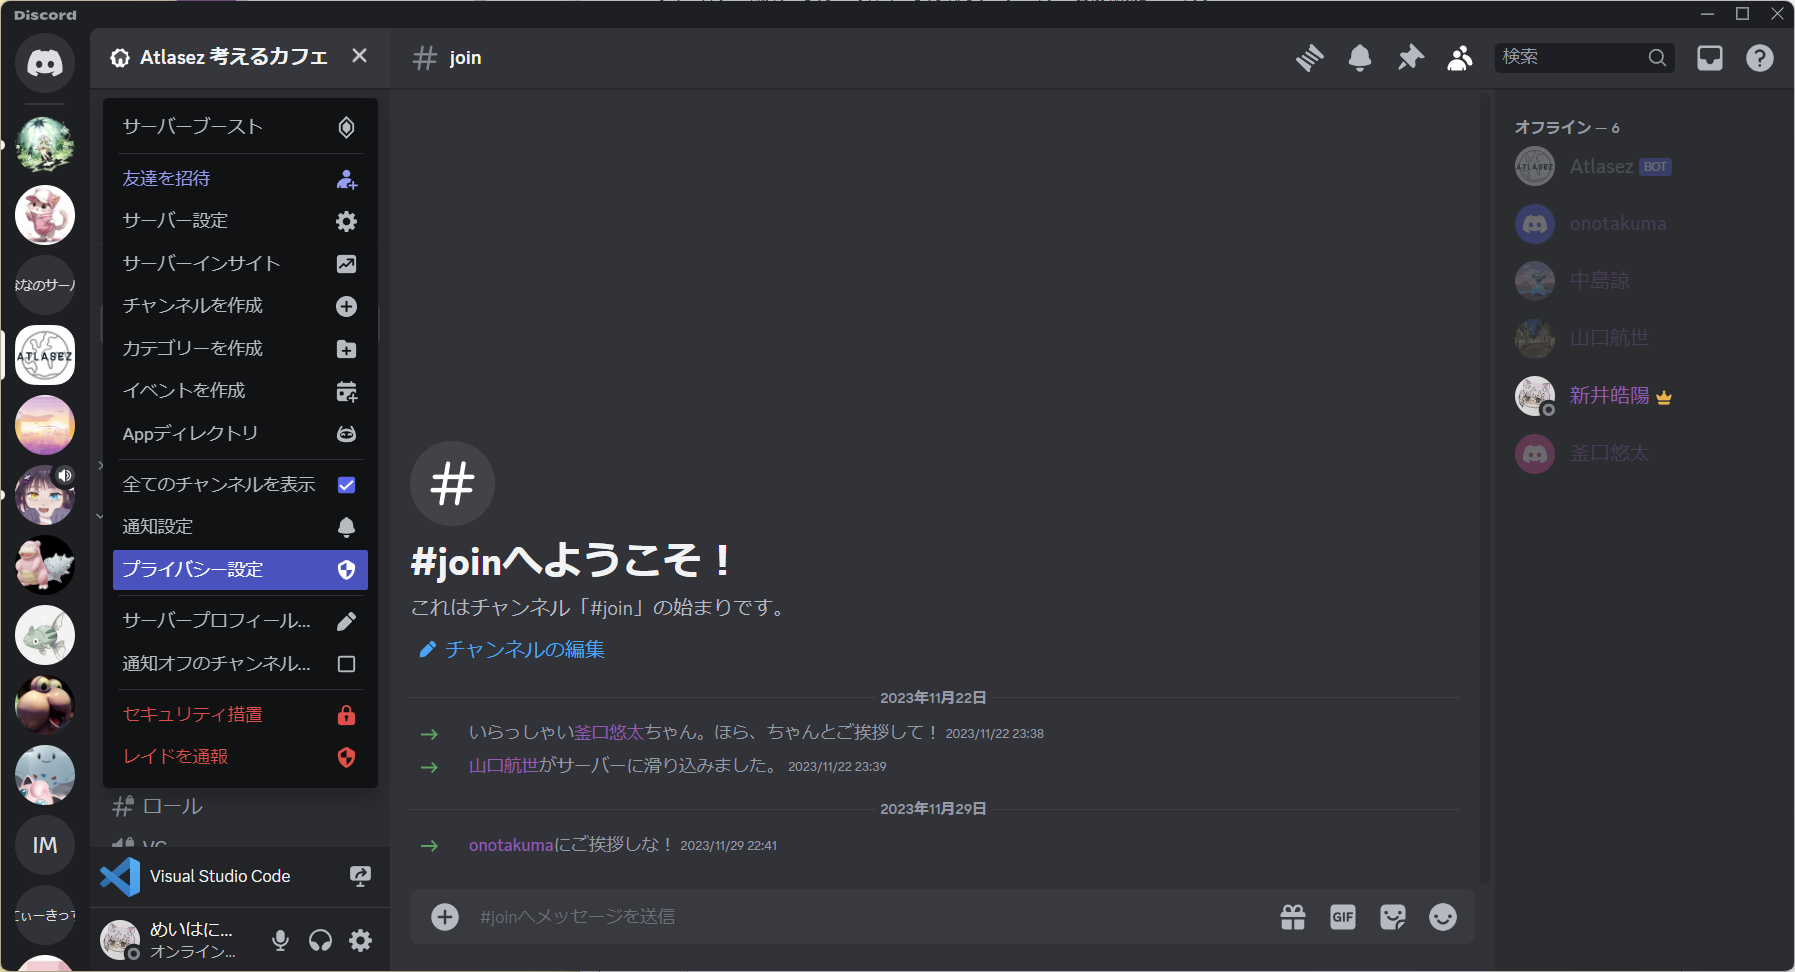 Discord
Atlasez 考えるカフェ
join
検索
サーバーブースト
友達を招待
サーバー設定
サーバーインサイト
チャンネルを作成
カテゴリーを作成
イベントを作成
Appディレクトリ
全てのチャンネルを表示
通知設定
プライバシー設定
サーバープロフィール...
通知オフのチャンネル...
セキュリティ措置
レイドを通報
ロール
VC
なのサー
ATLASEZ
IM
てぃーきっ
Visual Studio Code
めいはに...
オンライン...
#joinへようこそ！
これはチャンネル「#join」の始まりです。
チャンネルの編集
2023年11月22日
いらっしゃい釜口悠太ちゃん。ほら、ちゃんとご挨拶して！ 2023/11/22 23:38
山口航世がサーバーに滑り込みました。 2023/11/22 23:39
2023年11月29日
onotakumaにご挨拶しな！ 2023/11/29 22:41
#joinへメッセージを送信
GIF
オフライン — 6
ATLASEZ
Atlasez BOT
onotakuma
中島諒
山口航世
新井皓陽
釜口悠太